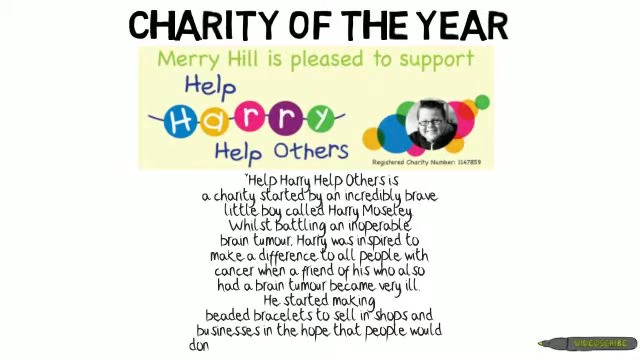 CHARITY OF THE YEAR
Merry Hill is pleased to support
Help
Harry
Help Others
Registered Charity Number: 1147859
"Help Harry Help Others is
a charity started by an incredibly brave
little boy called Harry Moseley.
Whilst battling an inoperable
brain tumour, Harry was inspired to
make a difference to all people with
cancer when a friend of his who also
had a brain tumour became very ill.
He started making
beaded bracelets to sell in shops and
businesses in the hope that people would
don
VIDEOSCRIBE